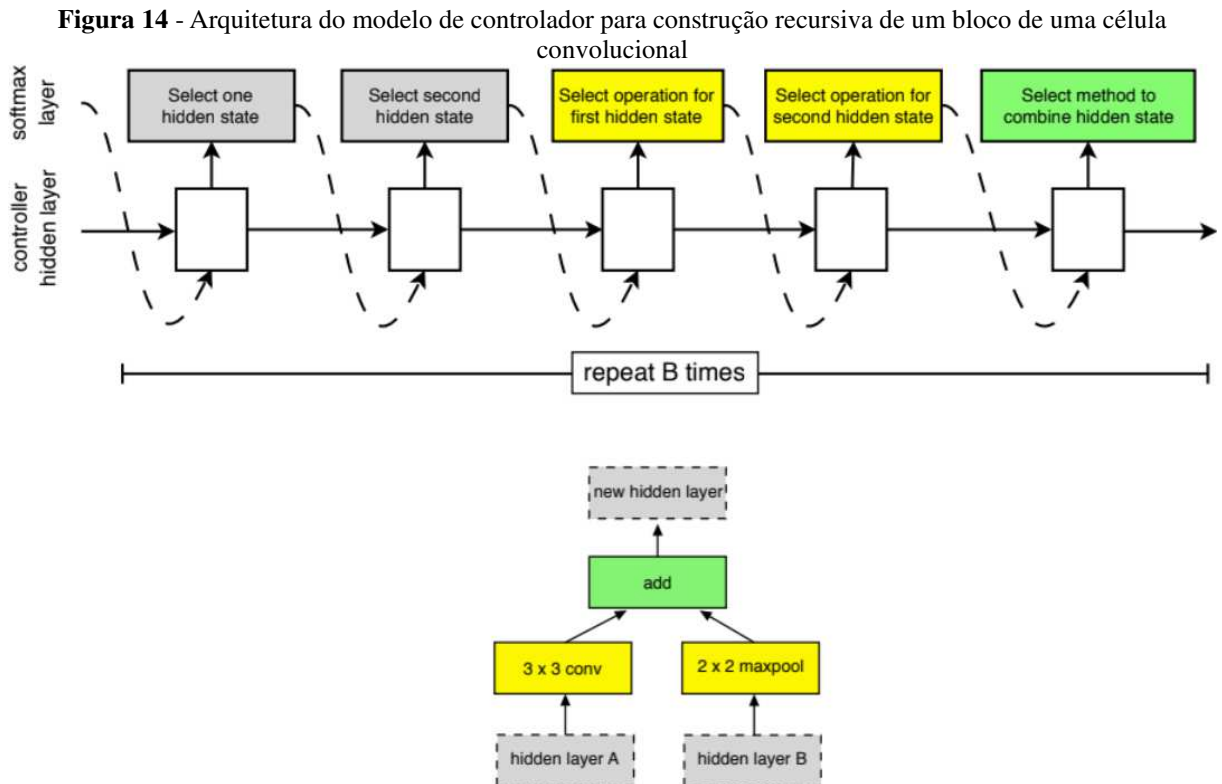 Figura 14 - Arquitetura do modelo de controlador para construção recursiva de um bloco de uma célula
convolucional
softmax
layer
Select one
hidden state
Select second
hidden state
Select operation for
first hidden state
Select operation for
second hidden state
Select method to
combine hidden state
controller
hidden layer
repeat B times
new hidden layer
add
3 x 3 conv
2 x 2 maxpool
hidden layer A
hidden layer B